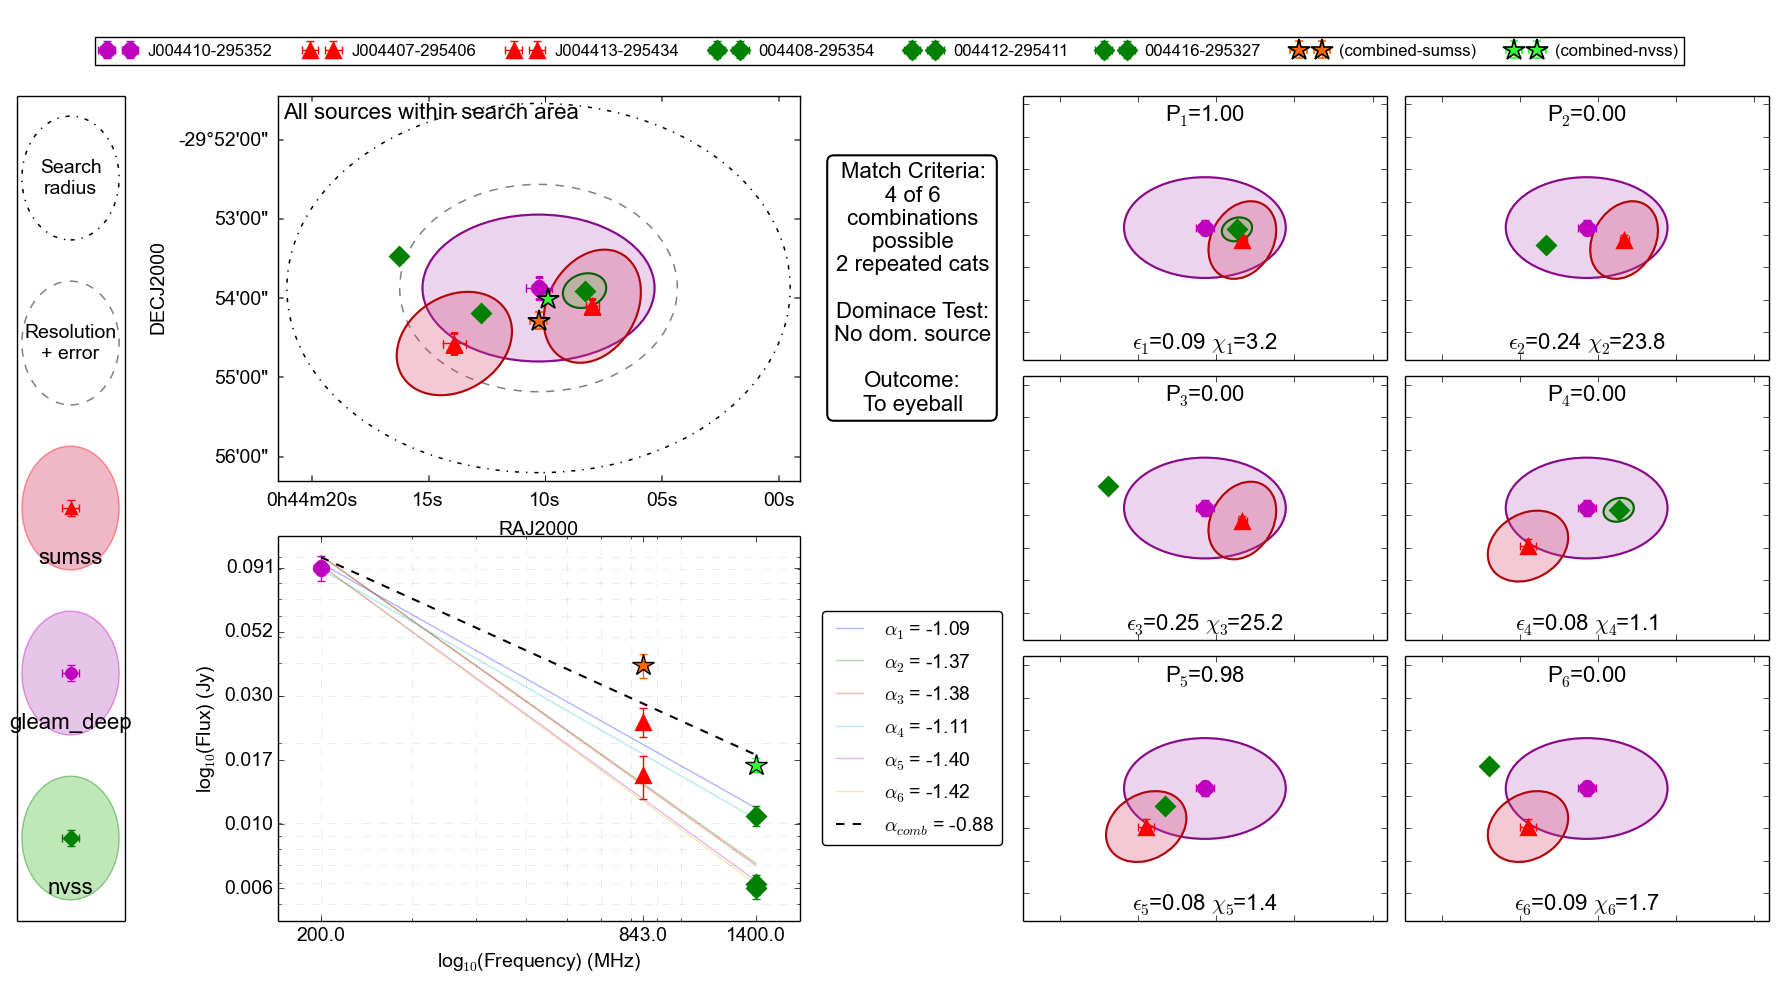 J004410-295352 J004407-295406 J004413-295434 004408-295354 004412-295411 004416-295327 (combined-sumss) (combined-nvss)
Search
radius
Resolution
+ error
sumss
gleam_deep
nvss
All sources within search area
DECJ2000
-29°52'00"
53'00"
54'00"
55'00"
56'00"
0h44m20s 15s 10s 05s 00s
RAJ2000
Match Criteria:
4 of 6
combinations
possible
2 repeated cats
Dominace Test:
No dom. source
Outcome:
To eyeball
log10(Flux) (Jy)
0.091
0.052
0.030
0.017
0.010
0.006
200.0 843.0 1400.0
log10(Frequency) (MHz)
α1 = -1.09
α2 = -1.37
α3 = -1.38
α4 = -1.11
α5 = -1.40
α6 = -1.42
αcomb = -0.88
P1=1.00
ϵ1=0.09 χ1=3.2
P2=0.00
ϵ2=0.24 χ2=23.8
P3=0.00
ϵ3=0.25 χ3=25.2
P4=0.00
ϵ4=0.08 χ4=1.1
P5=0.98
ϵ5=0.08 χ5=1.4
P6=0.00
ϵ6=0.09 χ6=1.7